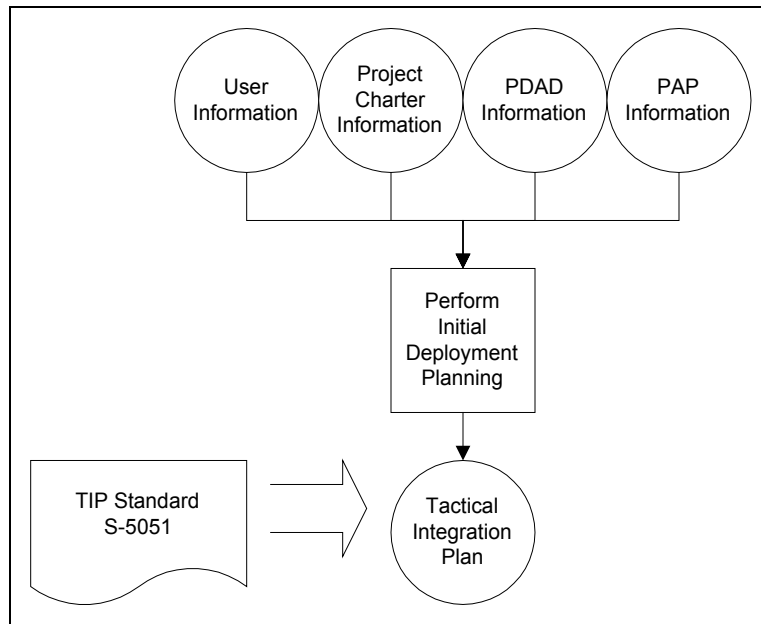 User
Information
Project
Charter
Information
PDAD
Information
PAP
Information
Perform
Initial
Deployment
Planning
TIP Standard
S-5051
Tactical
Integration
Plan